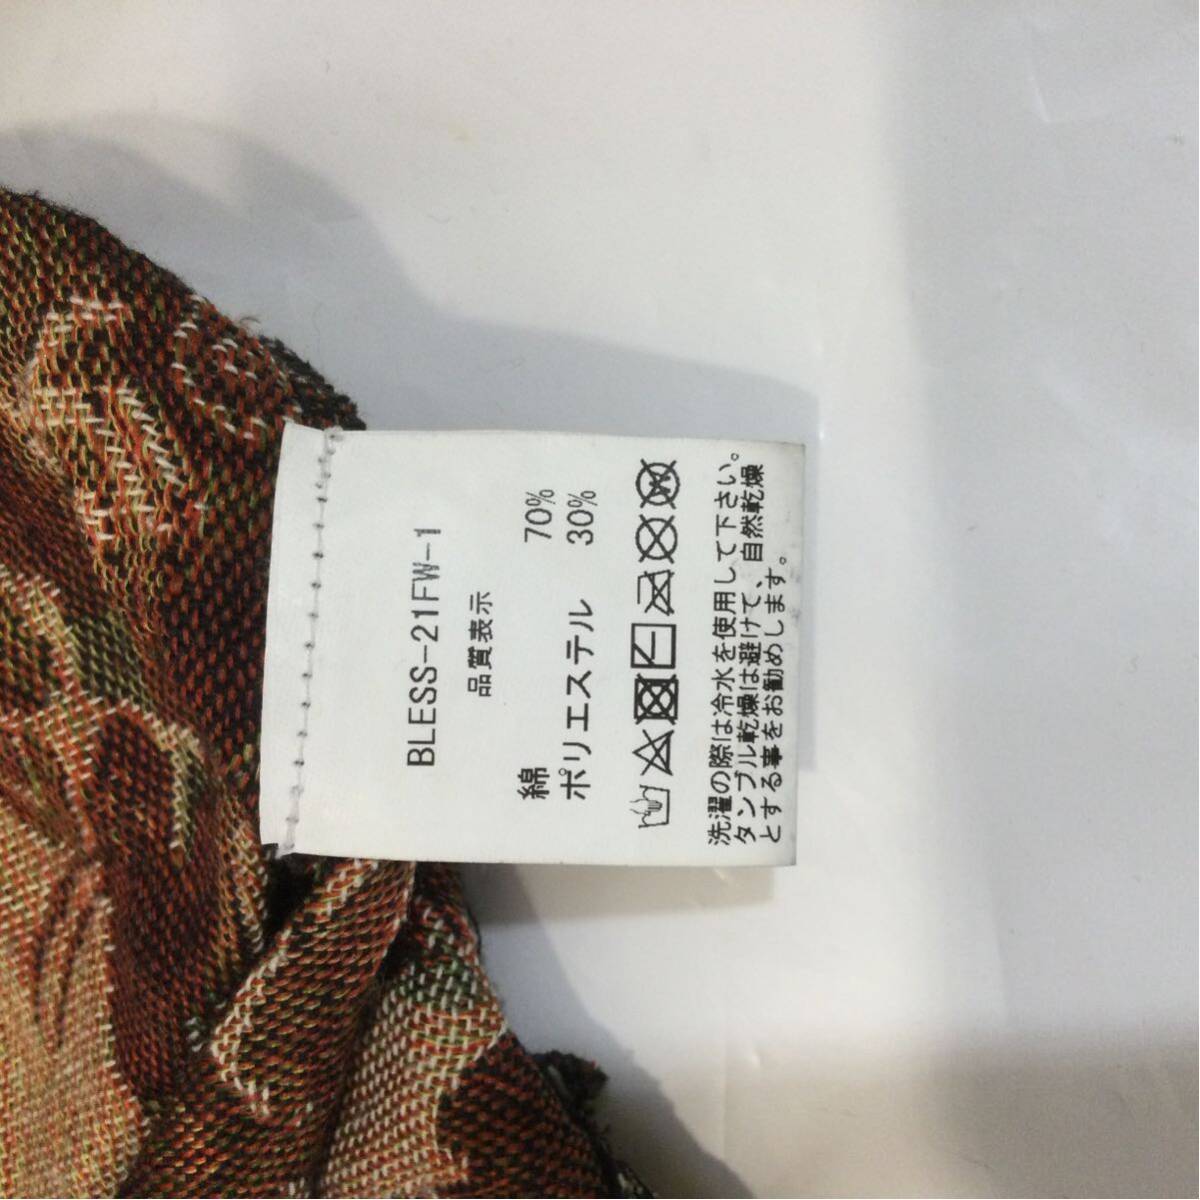 BLESS-21FW-1
品質表示
綿 70%
ポリエステル 30%
W
洗濯の際は冷水を使用して下さい。
タンブル乾燥は避けて、自然乾燥
とする事をお勧めします。